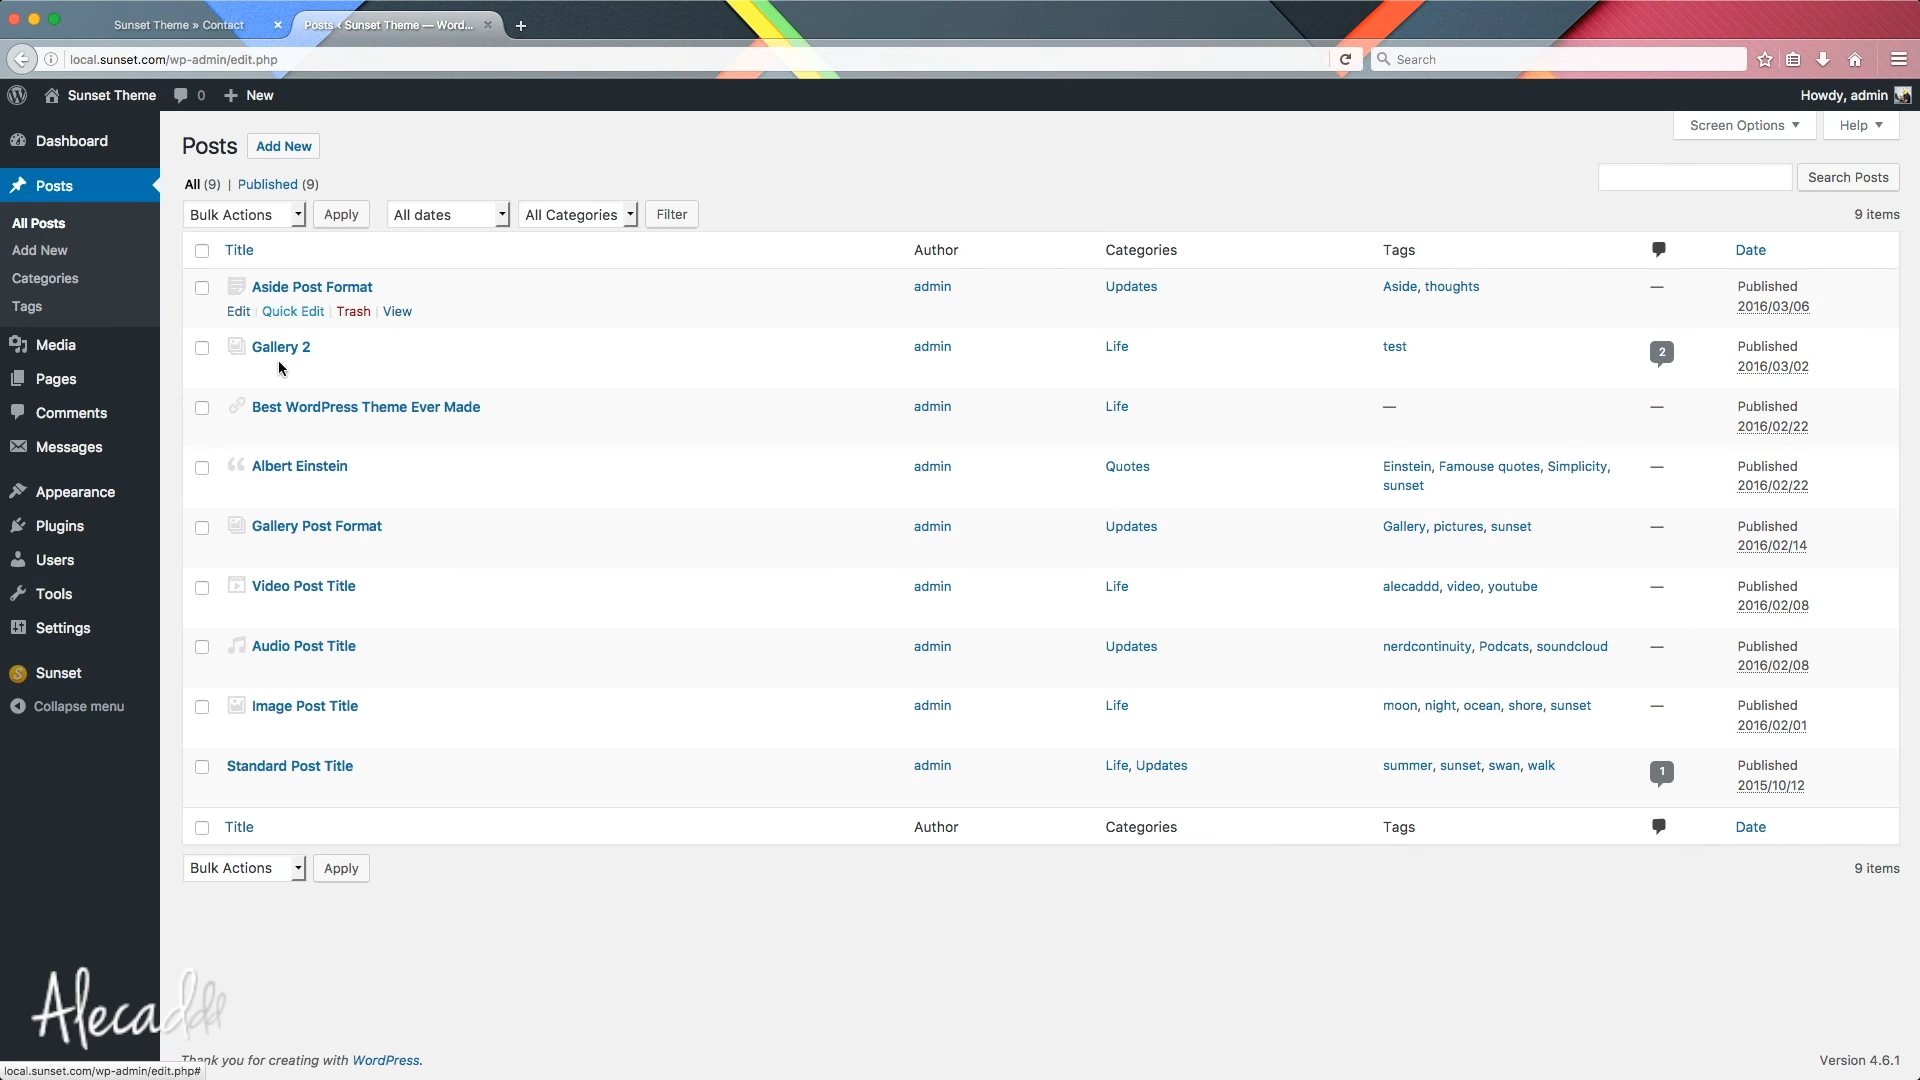 Sunset Theme » Contact
Posts ‹ Sunset Theme — Word...
local.sunset.com/wp-admin/edit.php
Search
Sunset Theme 0 New
Howdy, admin
Dashboard
Posts
All Posts
Add New
Categories
Tags
Media
Pages
Comments
Messages
Appearance
Plugins
Users
Tools
Settings
Sunset
Collapse menu
Screen Options
Help
Posts Add New
All (9) | Published (9)
Search Posts
Bulk Actions Apply All dates All Categories Filter 9 items
Title Author Categories Tags Date
Aside Post Format admin Updates Aside, thoughts — Published
2016/03/06
Edit | Quick Edit | Trash | View
Gallery 2 admin Life test 2 Published
2016/03/02
Best WordPress Theme Ever Made admin Life — — Published
2016/02/22
Albert Einstein admin Quotes Einstein, Famouse quotes, Simplicity, — Published
sunset 2016/02/22
Gallery Post Format admin Updates Gallery, pictures, sunset — Published
2016/02/14
Video Post Title admin Life alecaddd, video, youtube — Published
2016/02/08
Audio Post Title admin Updates nerdcontinuity, Podcats, soundcloud — Published
2016/02/08
Image Post Title admin Life moon, night, ocean, shore, sunset — Published
2016/02/01
Standard Post Title admin Life, Updates summer, sunset, swan, walk 1 Published
2015/10/12
Title Author Categories Tags Date
Bulk Actions Apply 9 items
Alecaddd
Thank you for creating with WordPress.
Version 4.6.1
local.sunset.com/wp-admin/edit.php#